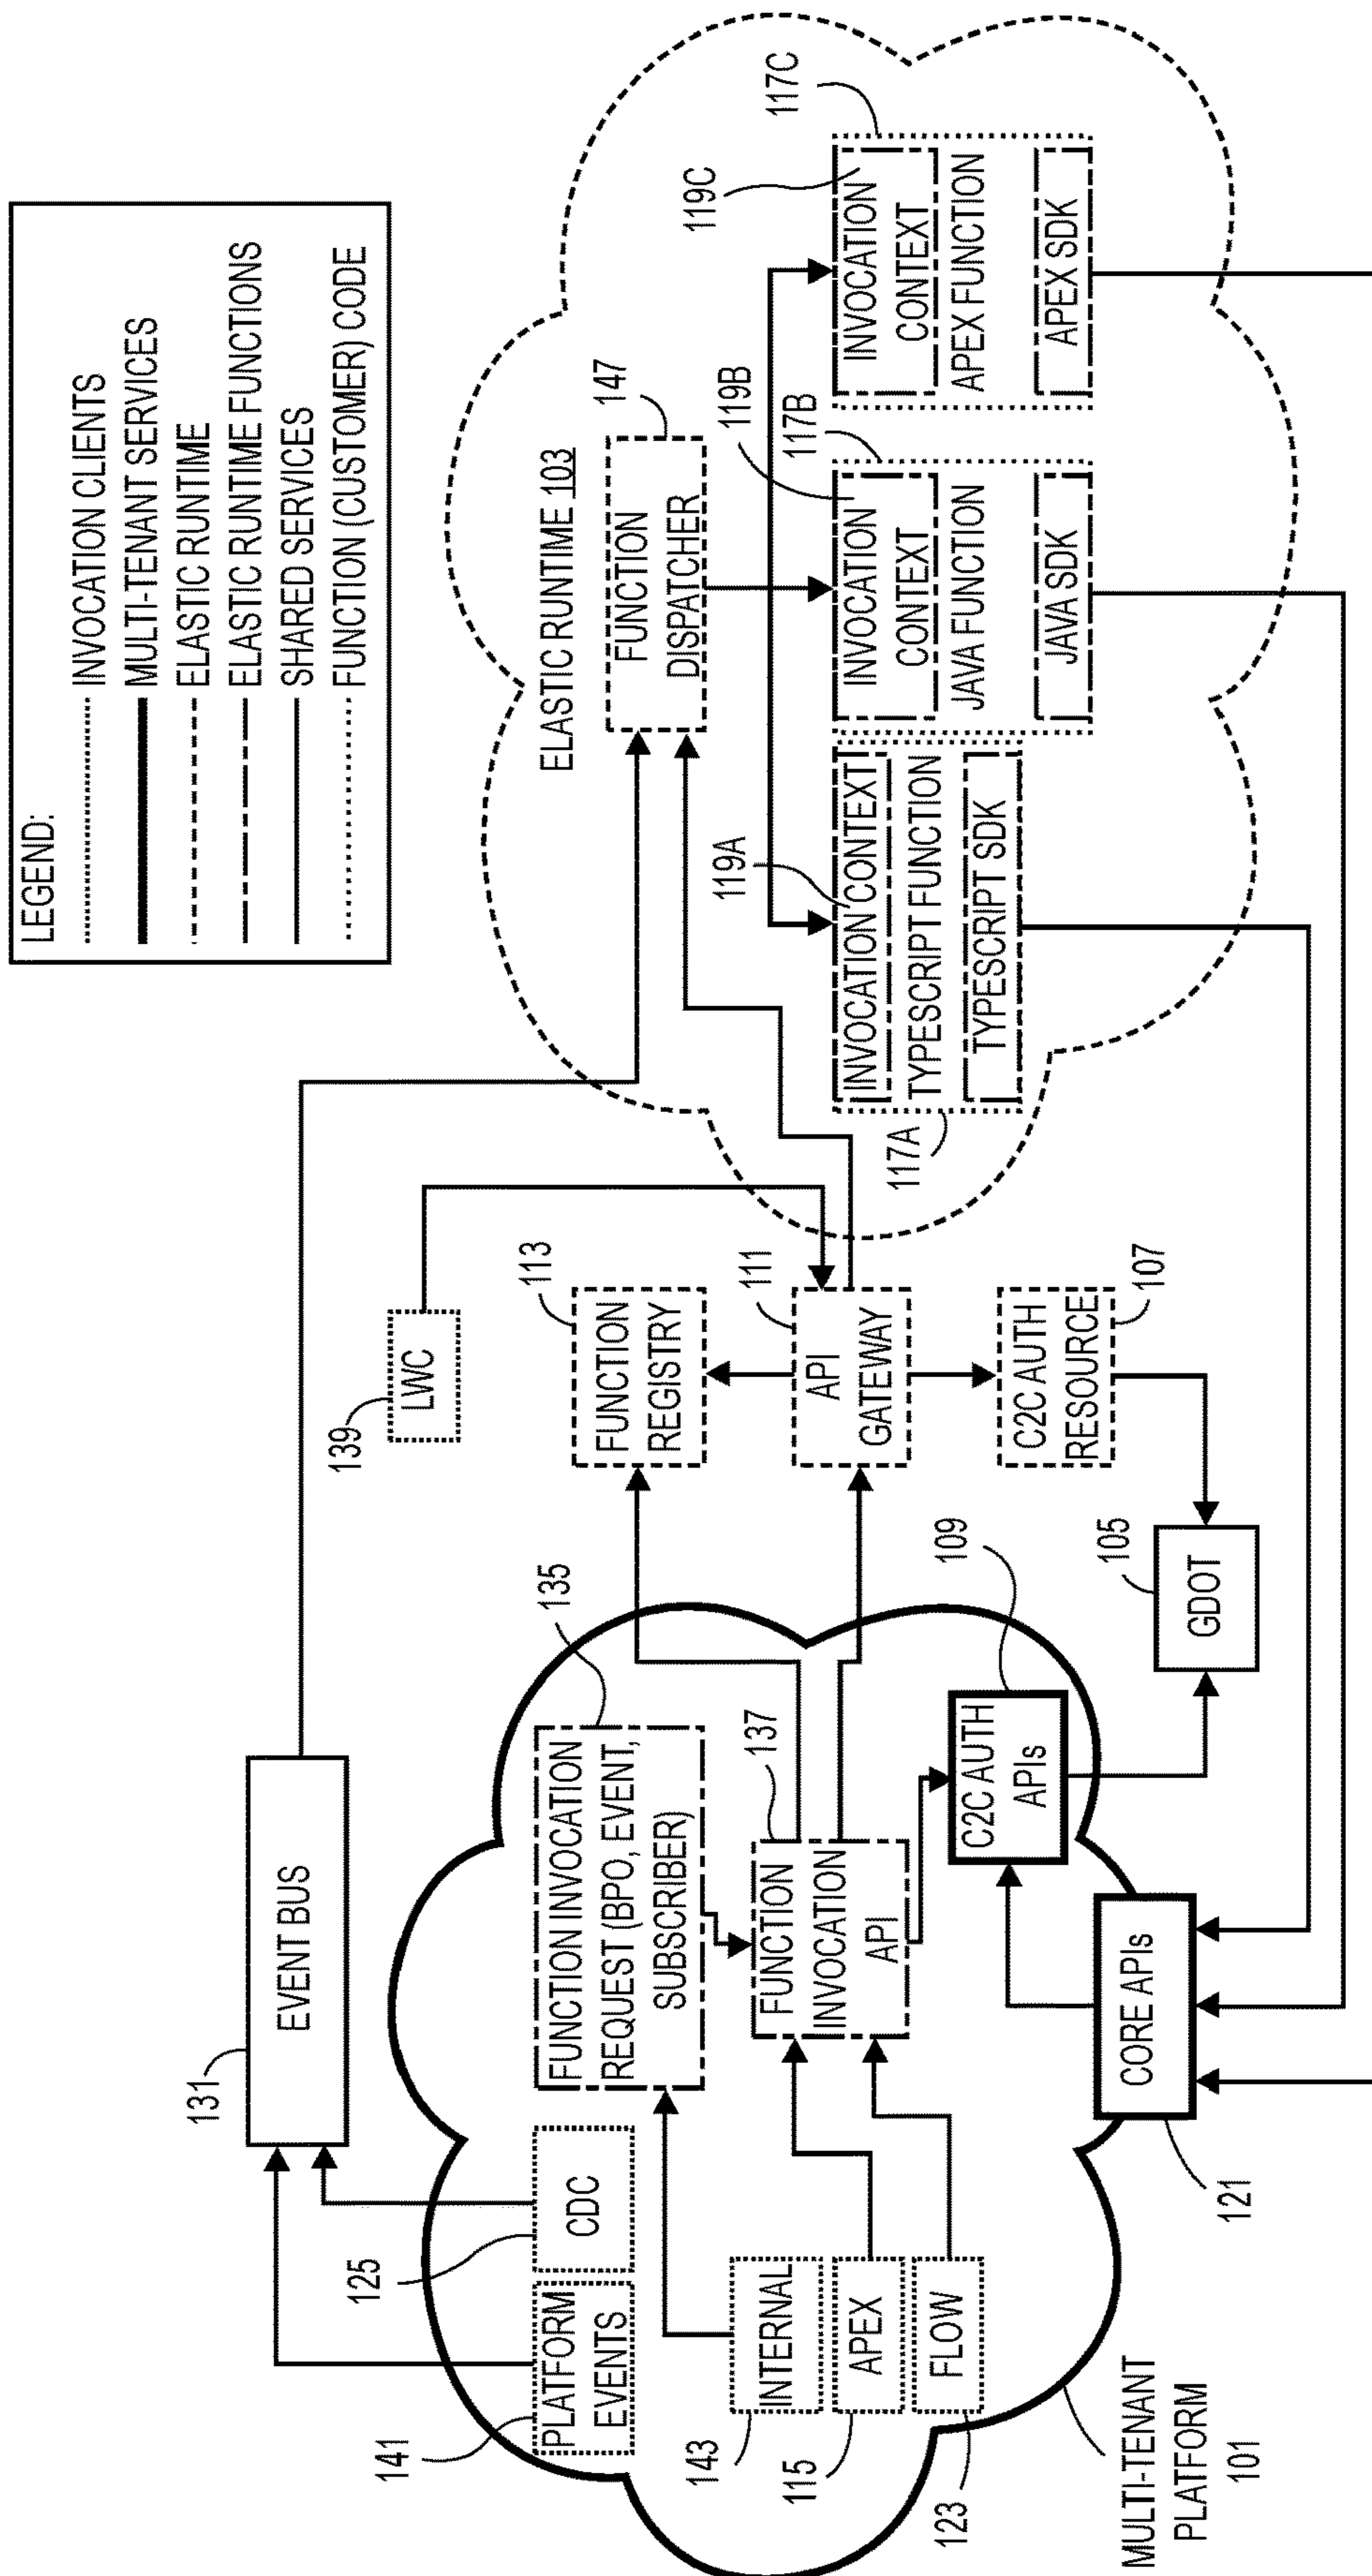 LEGEND:
INVOCATION CLIENTS
MULTI-TENANT SERVICES
ELASTIC RUNTIME
ELASTIC RUNTIME FUNCTIONS
SHARED SERVICES
FUNCTION (CUSTOMER) CODE
131
EVENT BUS
141
PLATFORM
EVENTS
125
CDC
135
FUNCTION INVOCATION
REQUEST (BPO, EVENT,
SUBSCRIBER)
143
INTERNAL
115
APEX
123
FLOW
137
FUNCTION
INVOCATION
API
109
C2C AUTH
APIs
CORE APIs
121
MULTI-TENANT
PLATFORM
101
139
LWC
113
FUNCTION
REGISTRY
111
API
GATEWAY
107
C2C AUTH
RESOURCE
105
GDOT
ELASTIC RUNTIME 103
147
FUNCTION
DISPATCHER
119A
117A
INVOCATION CONTEXT
TYPESCRIPT FUNCTION
TYPESCRIPT SDK
119B
117B
INVOCATION
CONTEXT
JAVA FUNCTION
JAVA SDK
119C
117C
INVOCATION
CONTEXT
APEX FUNCTION
APEX SDK